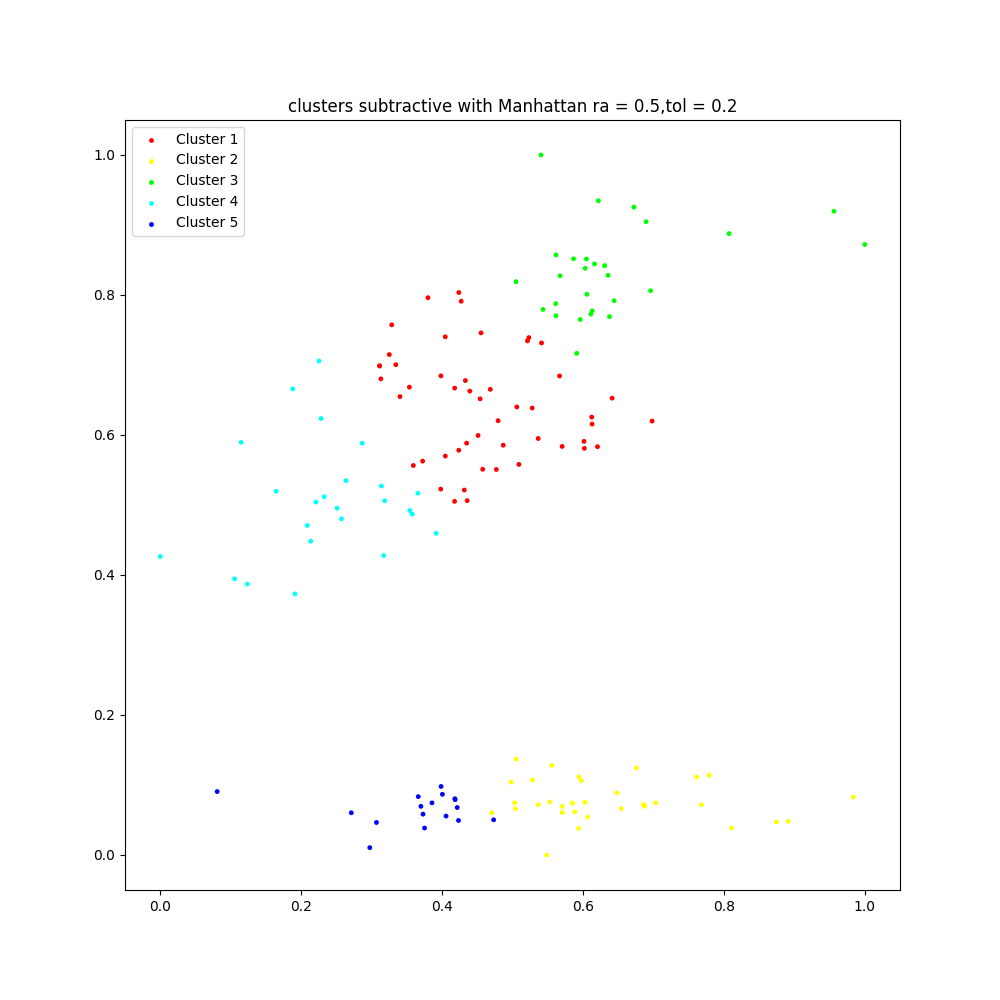 clusters subtractive with Manhattan ra = 0.5,tol = 0.2
Cluster 1
Cluster 2
Cluster 3
Cluster 4
Cluster 5
1.0
0.8
0.6
0.4
0.2
0.0
0.0 0.2 0.4 0.6 0.8 1.0